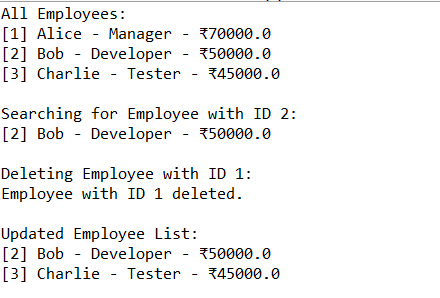 All Employees:
[1] Alice - Manager - ₹70000.0
[2] Bob - Developer - ₹50000.0
[3] Charlie - Tester - ₹45000.0
Searching for Employee with ID 2:
[2] Bob - Developer - ₹50000.0
Deleting Employee with ID 1:
Employee with ID 1 deleted.
Updated Employee List:
[2] Bob - Developer - ₹50000.0
[3] Charlie - Tester - ₹45000.0